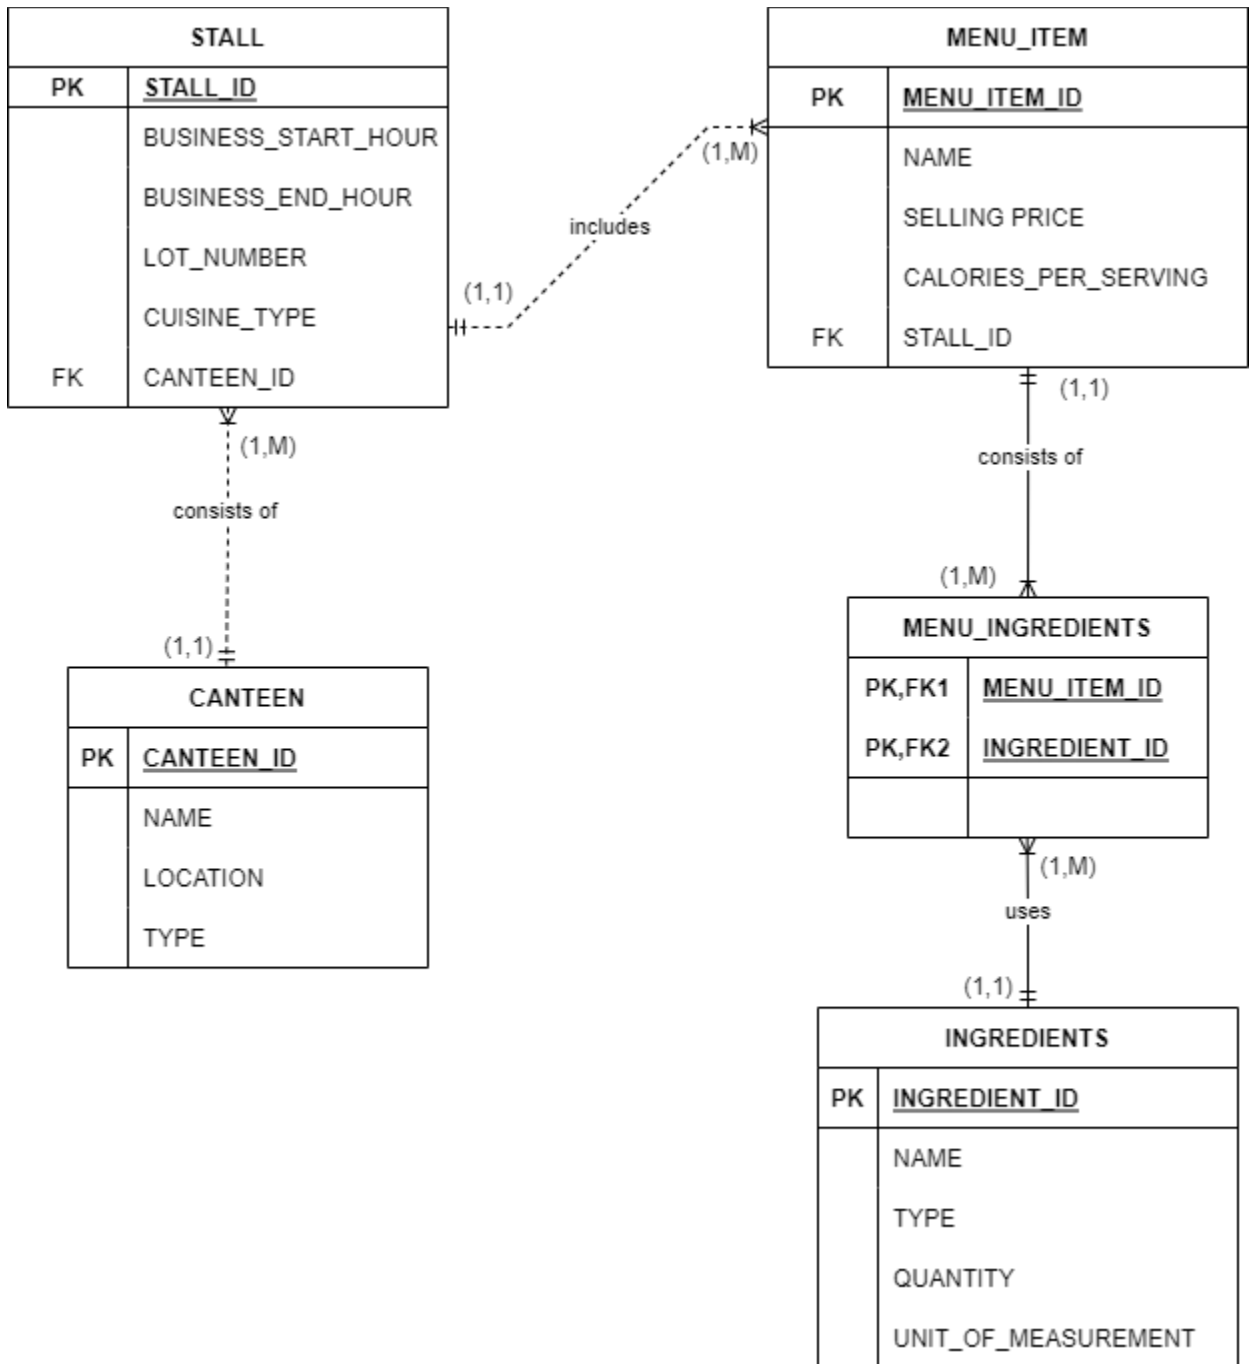 STALL
PK STALL_ID
BUSINESS_START_HOUR
BUSINESS_END_HOUR
LOT_NUMBER
CUISINE_TYPE
FK CANTEEN_ID
(1,M)
consists of
(1,1)
CANTEEN
PK CANTEEN_ID
NAME
LOCATION
TYPE
(1,1)
includes
(1,M)
MENU_ITEM
PK MENU_ITEM_ID
NAME
SELLING PRICE
CALORIES_PER_SERVING
FK STALL_ID
(1,1)
consists of
(1,M)
MENU_INGREDIENTS
PK,FK1 MENU_ITEM_ID
PK,FK2 INGREDIENT_ID
(1,M)
uses
(1,1)
INGREDIENTS
PK INGREDIENT_ID
NAME
TYPE
QUANTITY
UNIT_OF_MEASUREMENT